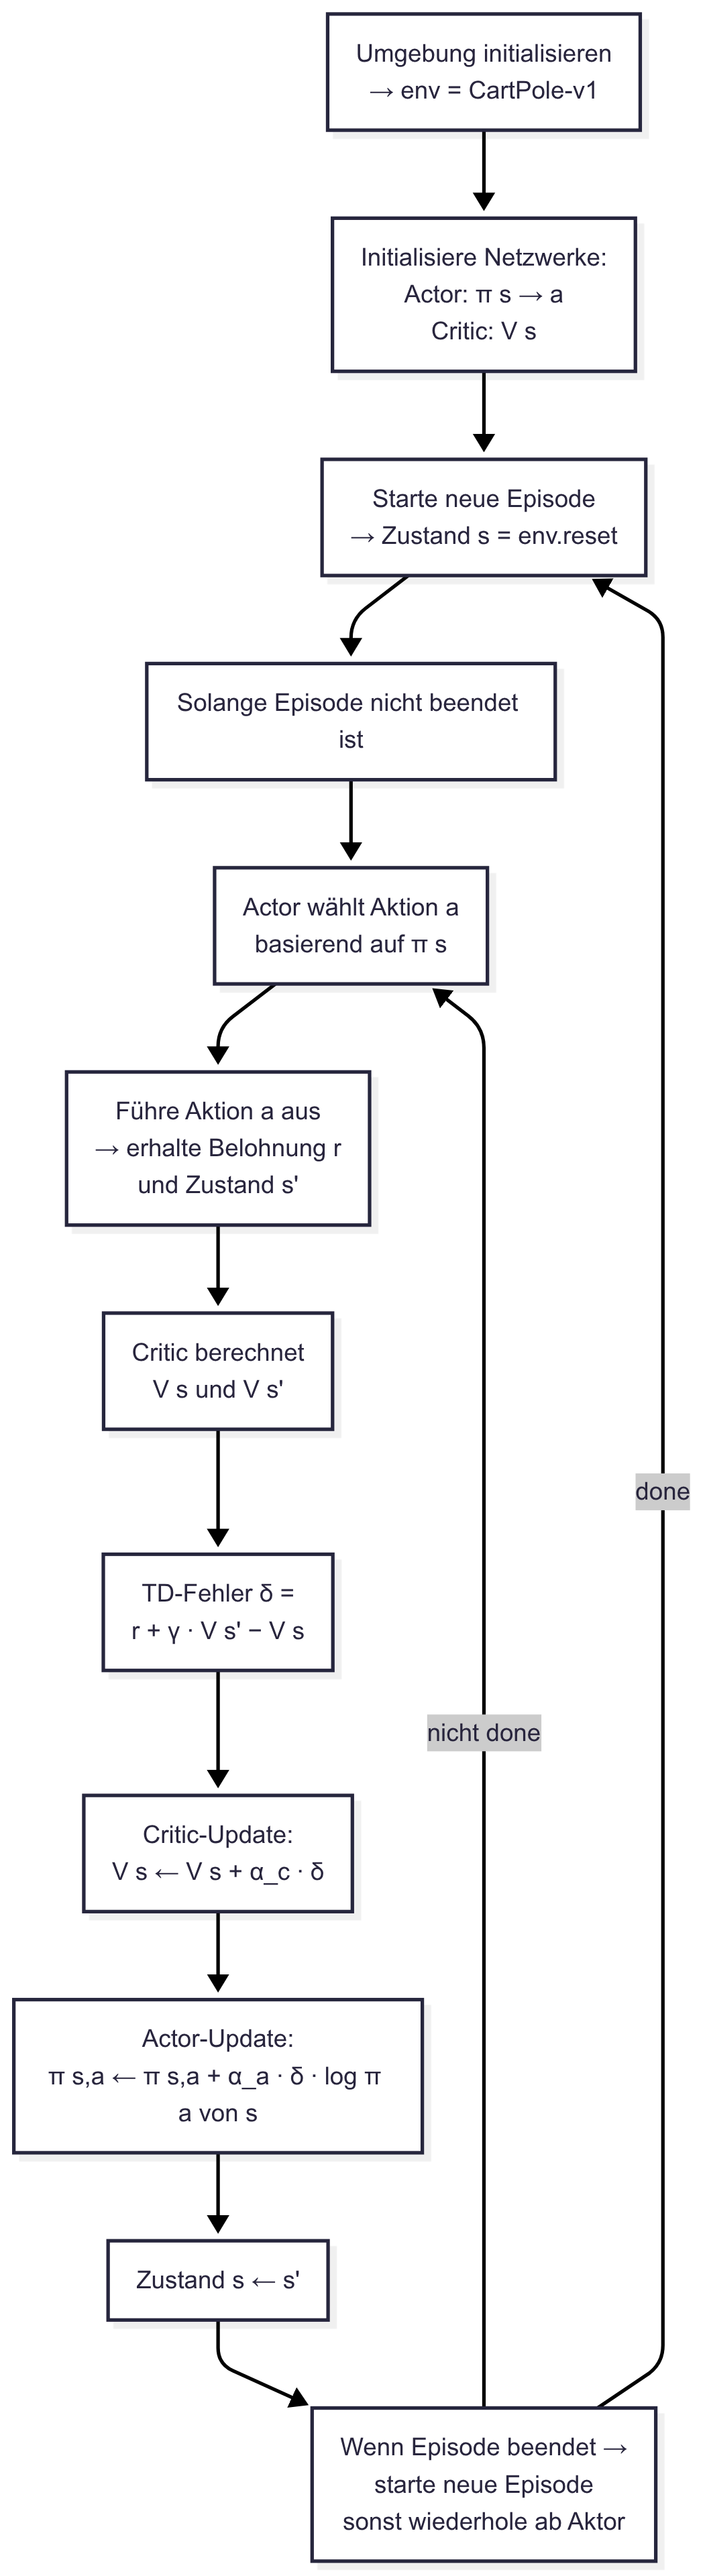 Umgebung initialisieren
→ env = CartPole-v1
Initialisiere Netzwerke:
Actor: π s → a
Critic: V s
Starte neue Episode
→ Zustand s = env.reset
Solange Episode nicht beendet
ist
Actor wählt Aktion a
basierend auf π s
Führe Aktion a aus
→ erhalte Belohnung r
und Zustand s'
Critic berechnet
V s und V s'
done
TD-Fehler δ =
r + γ · V s' − V s
nicht done
Critic-Update:
V s ← V s + α_c · δ
Actor-Update:
π s,a ← π s,a + α_a · δ · log π
a von s
Zustand s ← s'
Wenn Episode beendet →
starte neue Episode
sonst wiederhole ab Aktor